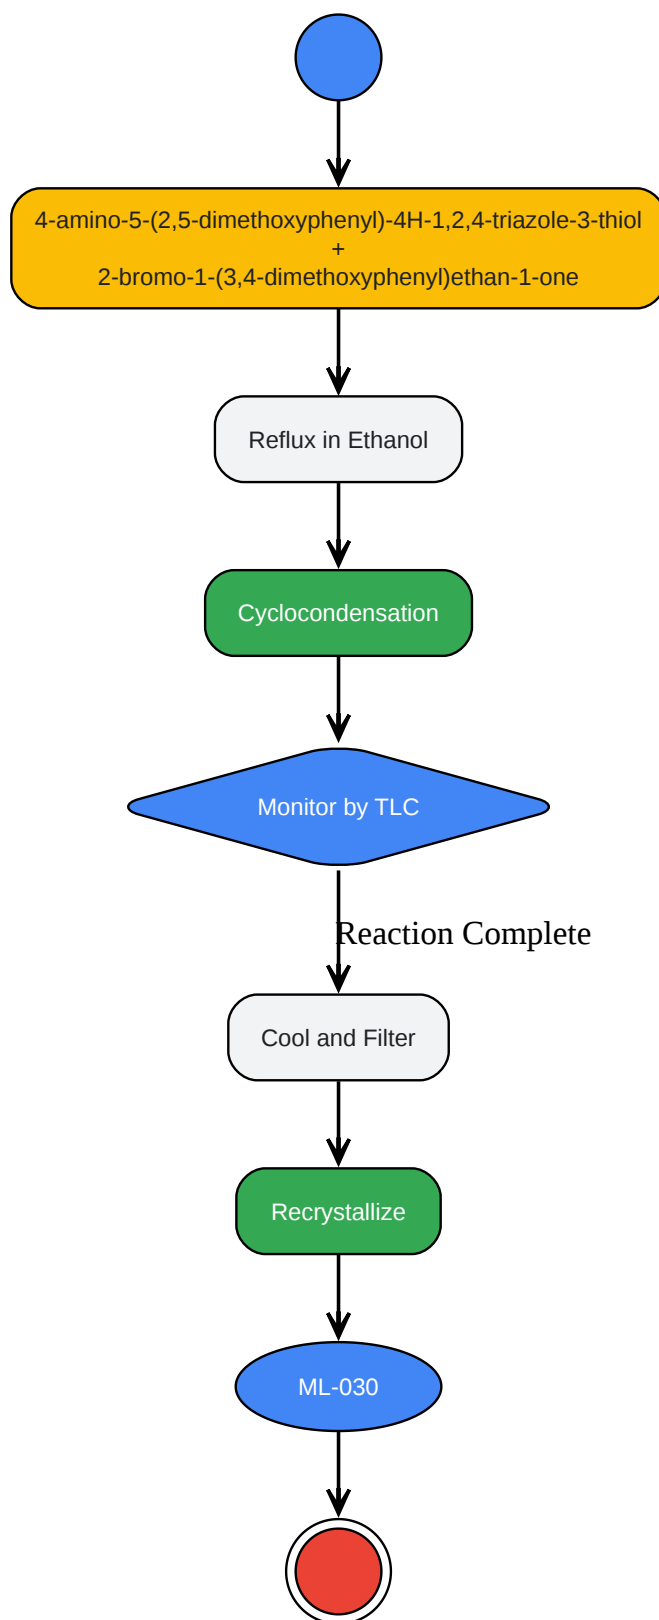 4-amino-5-(2,5-dimethoxyphenyl)-4H-1,2,4-triazole-3-thiol
+
2-bromo-1-(3,4-dimethoxyphenyl)ethan-1-one
Reflux in Ethanol
Cyclocondensation
Monitor by TLC
Reaction Complete
Cool and Filter
Recrystallize
ML-030